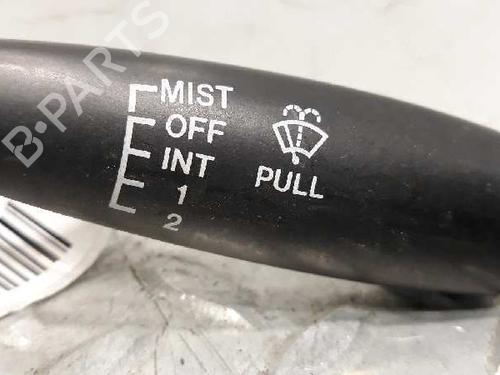 B-PARTS
MIST
OFF
INT
1
2
PULL